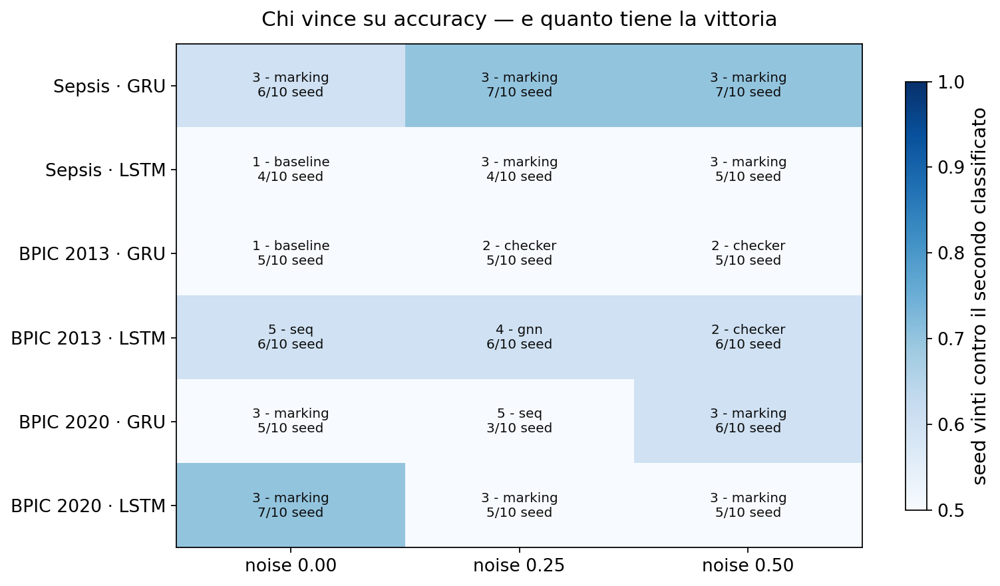 Chi vince su accuracy — e quanto tiene la vittoria
Sepsis · GRU
3 - marking
6/10 seed
3 - marking
7/10 seed
3 - marking
7/10 seed
Sepsis · LSTM
1 - baseline
4/10 seed
3 - marking
4/10 seed
3 - marking
5/10 seed
BPIC 2013 · GRU
1 - baseline
5/10 seed
2 - checker
5/10 seed
2 - checker
5/10 seed
BPIC 2013 · LSTM
5 - seq
6/10 seed
4 - gnn
6/10 seed
2 - checker
6/10 seed
BPIC 2020 · GRU
3 - marking
5/10 seed
5 - seq
3/10 seed
3 - marking
6/10 seed
BPIC 2020 · LSTM
3 - marking
7/10 seed
3 - marking
5/10 seed
3 - marking
5/10 seed
noise 0.00
noise 0.25
noise 0.50
1.0
0.9
0.8
0.7
0.6
0.5
seed vinti contro il secondo classificato